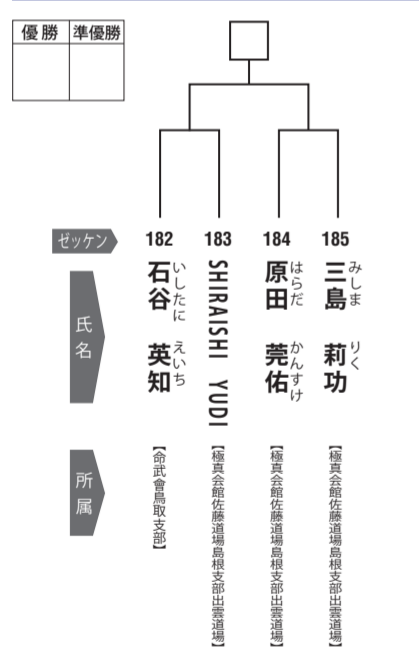 優勝 準優勝
ゼッケン
182 183 184 185
氏名
石谷 英知
いしたに えいち
SHIRAISHI YUDI
原田 莞佑
はらだ かんすけ
三島 莉功
みしま りく
所属
【命武會鳥取支部】
【極真会館佐藤道場島根支部出雲道場】
【極真会館佐藤道場島根支部出雲道場】
【極真会館佐藤道場島根支部出雲道場】